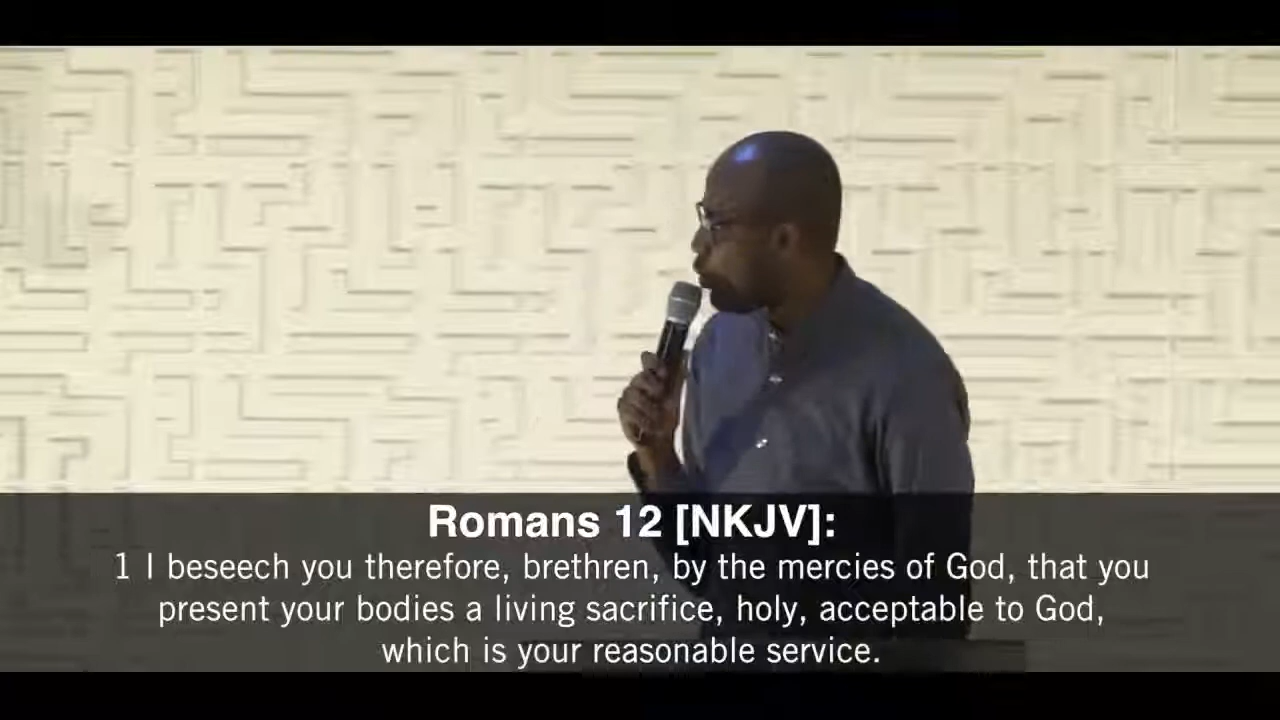 Romans 12 [NKJV]:
1 I beseech you therefore, brethren, by the mercies of God, that you
present your bodies a living sacrifice, holy, acceptable to God,
which is your reasonable service.